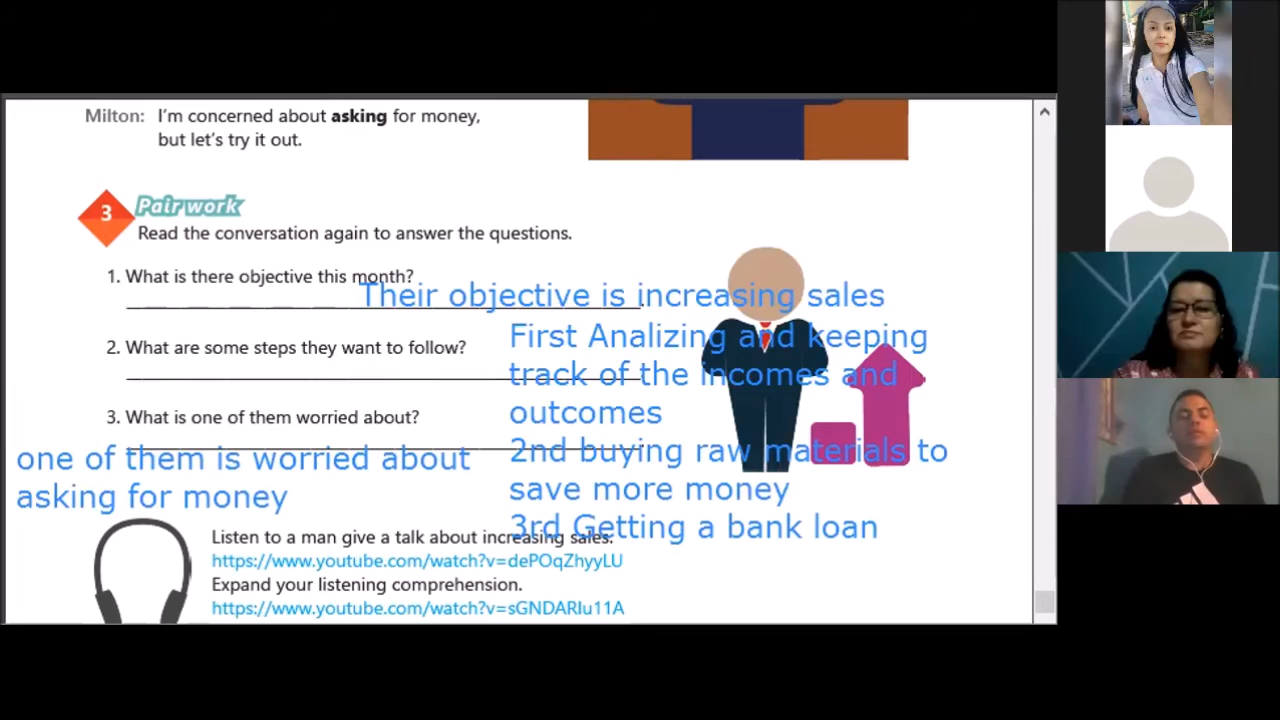 Milton: I'm concerned about asking for money,
but let's try it out.
3 Pair work
Read the conversation again to answer the questions.
1. What is there objective this month?
Their objective is increasing sales
2. What are some steps they want to follow?
First Analizing and keeping
track of the incomes and
outcomes
2nd buying raw materials to
save more money
3rd Getting a bank loan
3. What is one of them worried about?
one of them is worried about
asking for money
Listen to a man give a talk about increasing sales.
https://www.youtube.com/watch?v=dePOqZhyyLU
Expand your listening comprehension.
https://www.youtube.com/watch?v=sGNDARIu11A